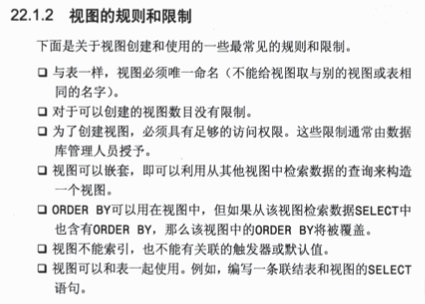 22.1.2 视图的规则和限制
下面是关于视图创建和使用的一些最常见的规则和限制。
❑ 与表一样，视图必须唯一命名（不能给视图取与别的视图或表相
同的名字）。
❑ 对于可以创建的视图数目没有限制。
❑ 为了创建视图，必须具有足够的访问权限。这些限制通常由数据
库管理人员授予。
❑ 视图可以嵌套，即可以利用从其他视图中检索数据的查询来构造
一个视图。
❑ ORDER BY可以用在视图中，但如果从该视图检索数据SELECT中
也含有ORDER BY，那么该视图中的ORDER BY将被覆盖。
❑ 视图不能索引，也不能有关联的触发器或默认值。
❑ 视图可以和表一起使用。例如，编写一条联结表和视图的SELECT
语句。